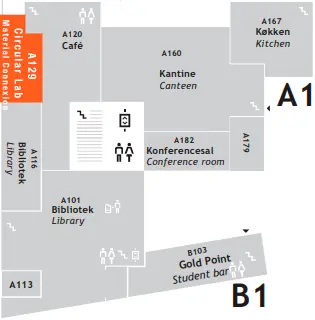 A129
Circular Lab
Material Connexion
A120
Café
A160
Kantine
Canteen
A167
Køkken
Kitchen
A1
A116
Bibliotek
Library
A182
Konferencesal
Conference room
A179
A101
Bibliotek
Library
A113
B103
Gold Point
Student bar
B1